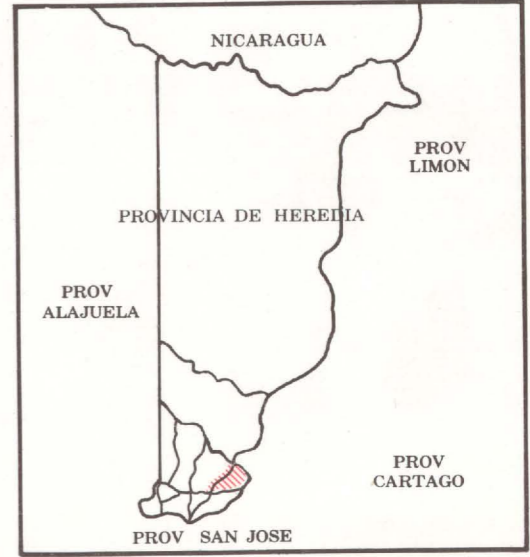 NICARAGUA
PROV
LIMON
PROVINCIA DE HEREDIA
PROV
ALAJUELA
PROV
CARTAGO
PROV SAN JOSE